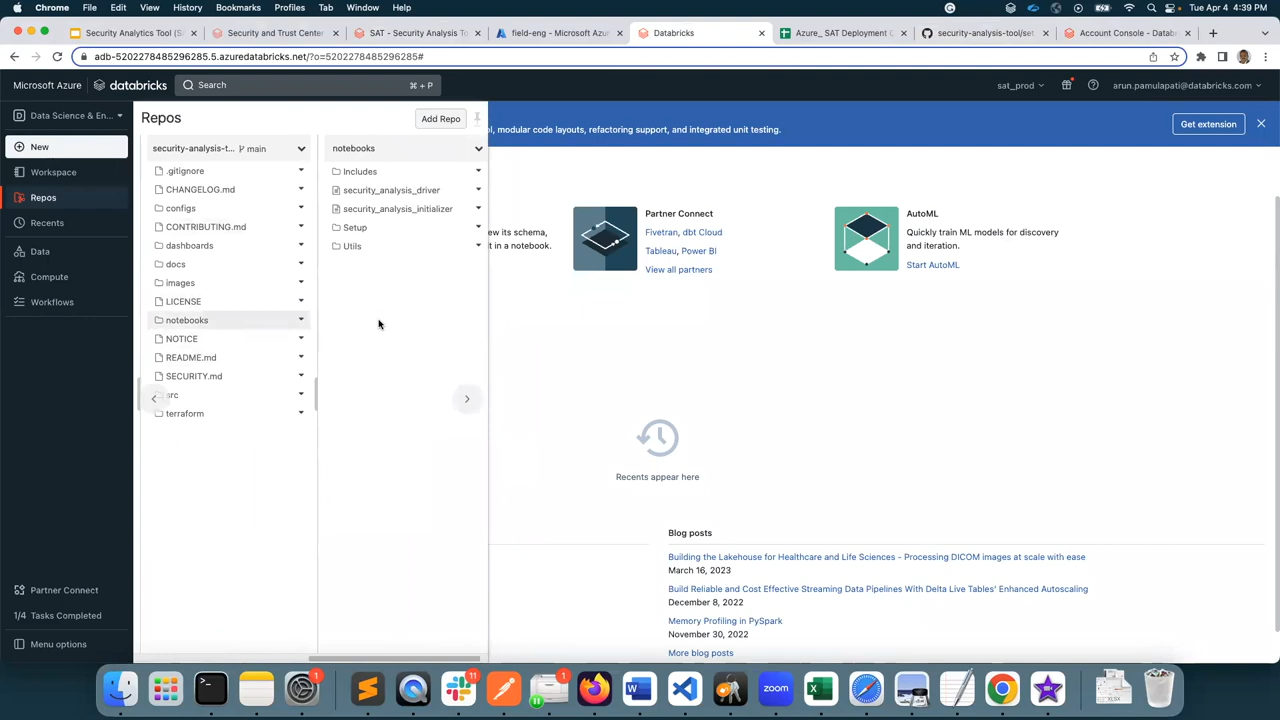 Chrome File Edit View History Bookmarks Profiles Tab Window Help Tue Apr 4 4:39 PM
Security Analytics Tool (SA Security and Trust Center SAT - Security Analysis T field-eng - Microsoft Azu Databricks Azure_ SAT Deployment C security-analysis-tool/set Account Console - Datab
adb-5202278485296285.5.azuredatabricks.net/?o=5202278485296285#
Microsoft Azure databricks Search ⌘ + P sat_prod arun.pamulapati@databricks.com
Data Science & En...
New
Workspace
Repos
Recents
Data
Compute
Workflows
Partner Connect
1/4 Tasks Completed
Menu options
Repos Add Repo
security-analysis-t... main
.gitignore
CHANGELOG.md
configs
CONTRIBUTING.md
dashboards
docs
images
LICENSE
notebooks
NOTICE
README.md
SECURITY.md
src
terraform
notebooks
Includes
security_analysis_driver
security_analysis_initializer
Setup
Utils
ol, modular code layouts, refactoring support, and integrated unit testing. Get extension
ew its schema,
t in a notebook.
Partner Connect
Fivetran, dbt Cloud
Tableau, Power BI
View all partners
AutoML
Quickly train ML models for discovery
and iteration.
Start AutoML
Recents appear here
Blog posts
Building the Lakehouse for Healthcare and Life Sciences - Processing DICOM images at scale with ease
March 16, 2023
Build Reliable and Cost Effective Streaming Data Pipelines With Delta Live Tables' Enhanced Autoscaling
December 8, 2022
Memory Profiling in PySpark
November 30, 2022
More blog posts
1 11 1 zoom